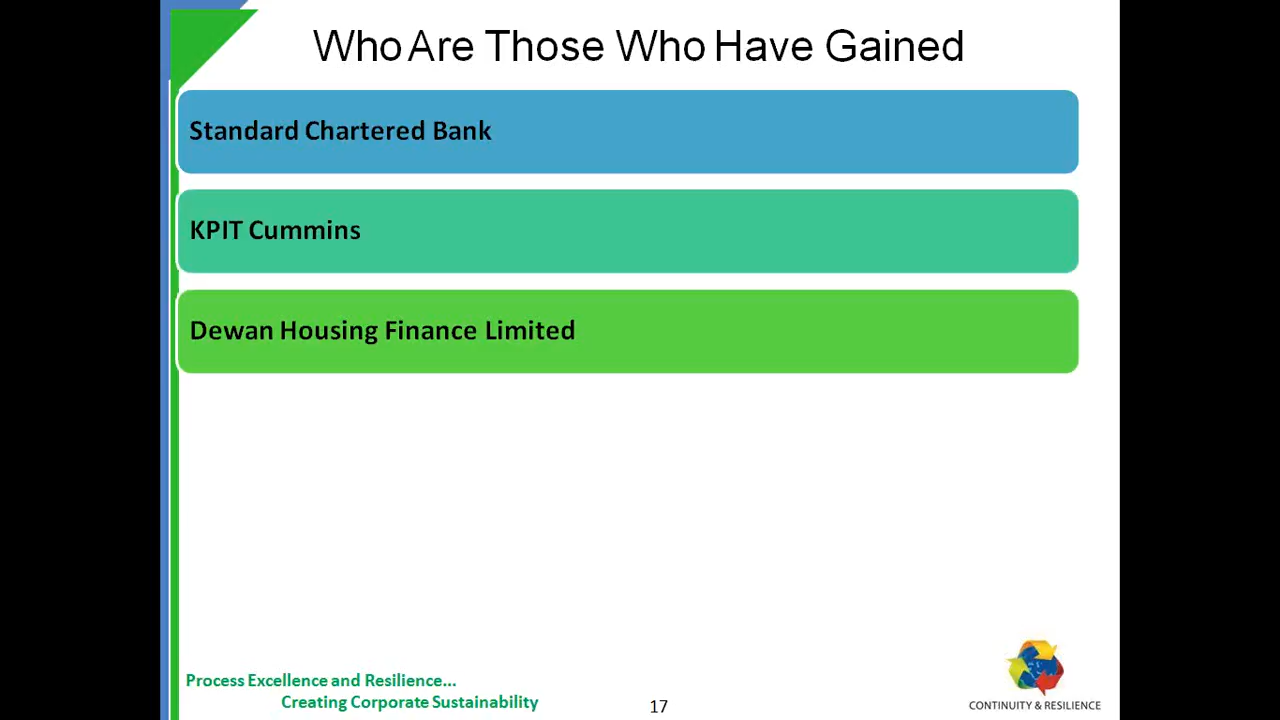 Who Are Those Who Have Gained
Standard Chartered Bank
KPIT Cummins
Dewan Housing Finance Limited
Process Excellence and Resilience...
Creating Corporate Sustainability
17
CONTINUITY & RESILIENCE